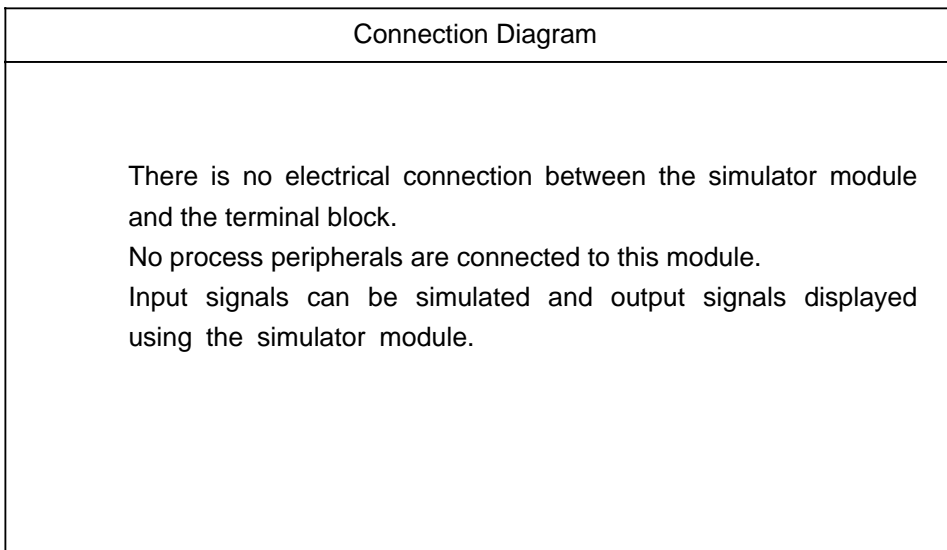 Connection Diagram
There is no electrical connection between the simulator module
and the terminal block.
No process peripherals are connected to this module.
Input signals can be simulated and output signals displayed
using the simulator module.